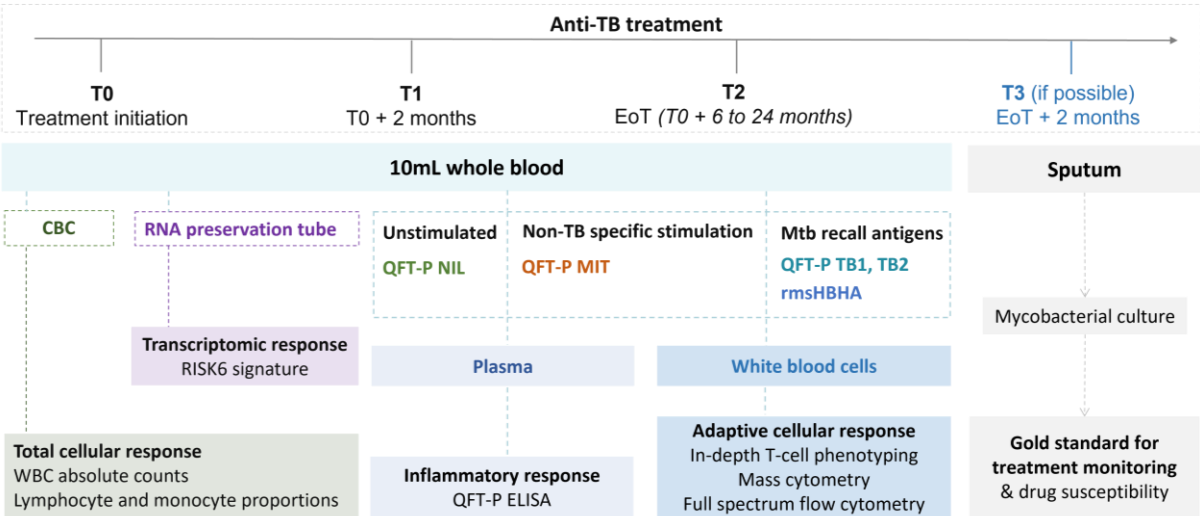 Anti-TB treatment
T0
Treatment initiation
T1
T0 + 2 months
T2
EoT (T0 + 6 to 24 months)
T3 (if possible)
EoT + 2 months
10mL whole blood
Sputum
CBC
RNA preservation tube
Unstimulated
QFT-P NIL
Non-TB specific stimulation
QFT-P MIT
Mtb recall antigens
QFT-P TB1, TB2
rmsHBHA
Mycobacterial culture
Transcriptomic response
RISK6 signature
Plasma
White blood cells
Total cellular response
WBC absolute counts
Lymphocyte and monocyte proportions
Inflammatory response
QFT-P ELISA
Adaptive cellular response
In-depth T-cell phenotyping
Mass cytometry
Full spectrum flow cytometry
Gold standard for
treatment monitoring
& drug susceptibility